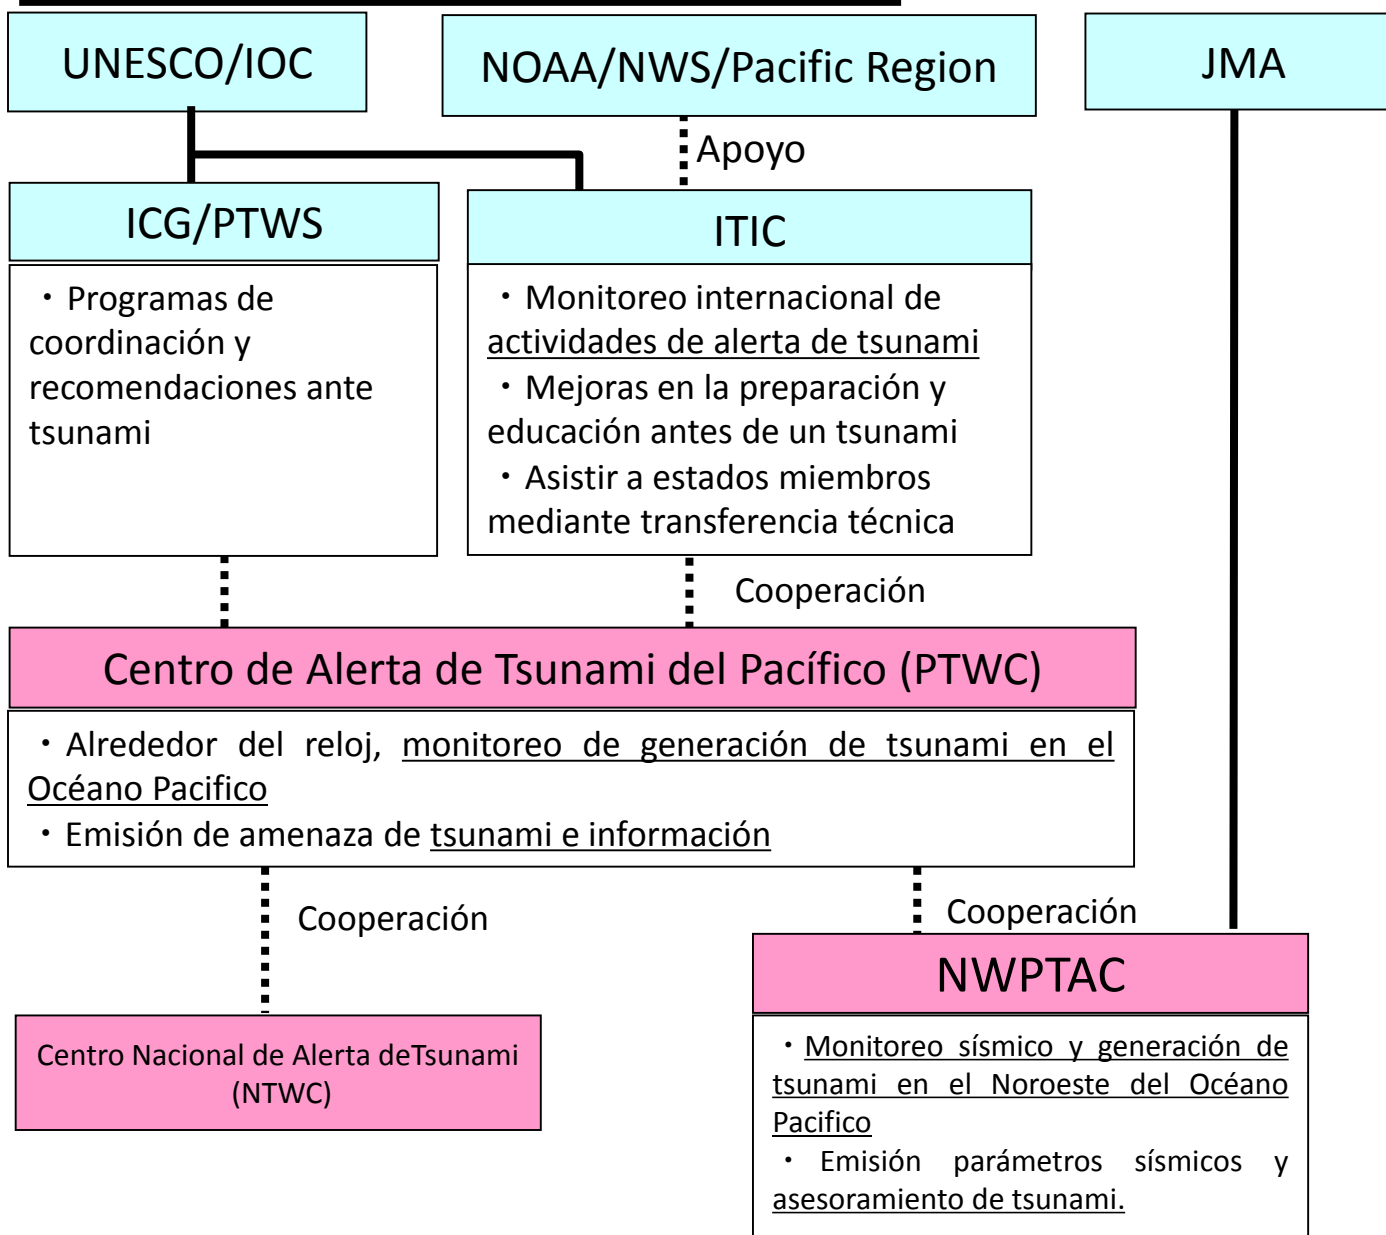 UNESCO/IOC
NOAA/NWS/Pacific Region
JMA
Apoyo
ICG/PTWS
・Programas de
coordinación y
recomendaciones ante
tsunami
ITIC
・Monitoreo internacional de
actividades de alerta de tsunami
・Mejoras en la preparación y
educación antes de un tsunami
・Asistir a estados miembros
mediante transferencia técnica
Cooperación
Centro de Alerta de Tsunami del Pacífico (PTWC)
・Alrededor del reloj, monitoreo de generación de tsunami en el
Océano Pacifico
・Emisión de amenaza de tsunami e información
Cooperación
Cooperación
Centro Nacional de Alerta deTsunami
(NTWC)
NWPTAC
・Monitoreo sísmico y generación de
tsunami en el Noroeste del Océano
Pacifico
・Emisión parámetros sísmicos y
asesoramiento de tsunami.